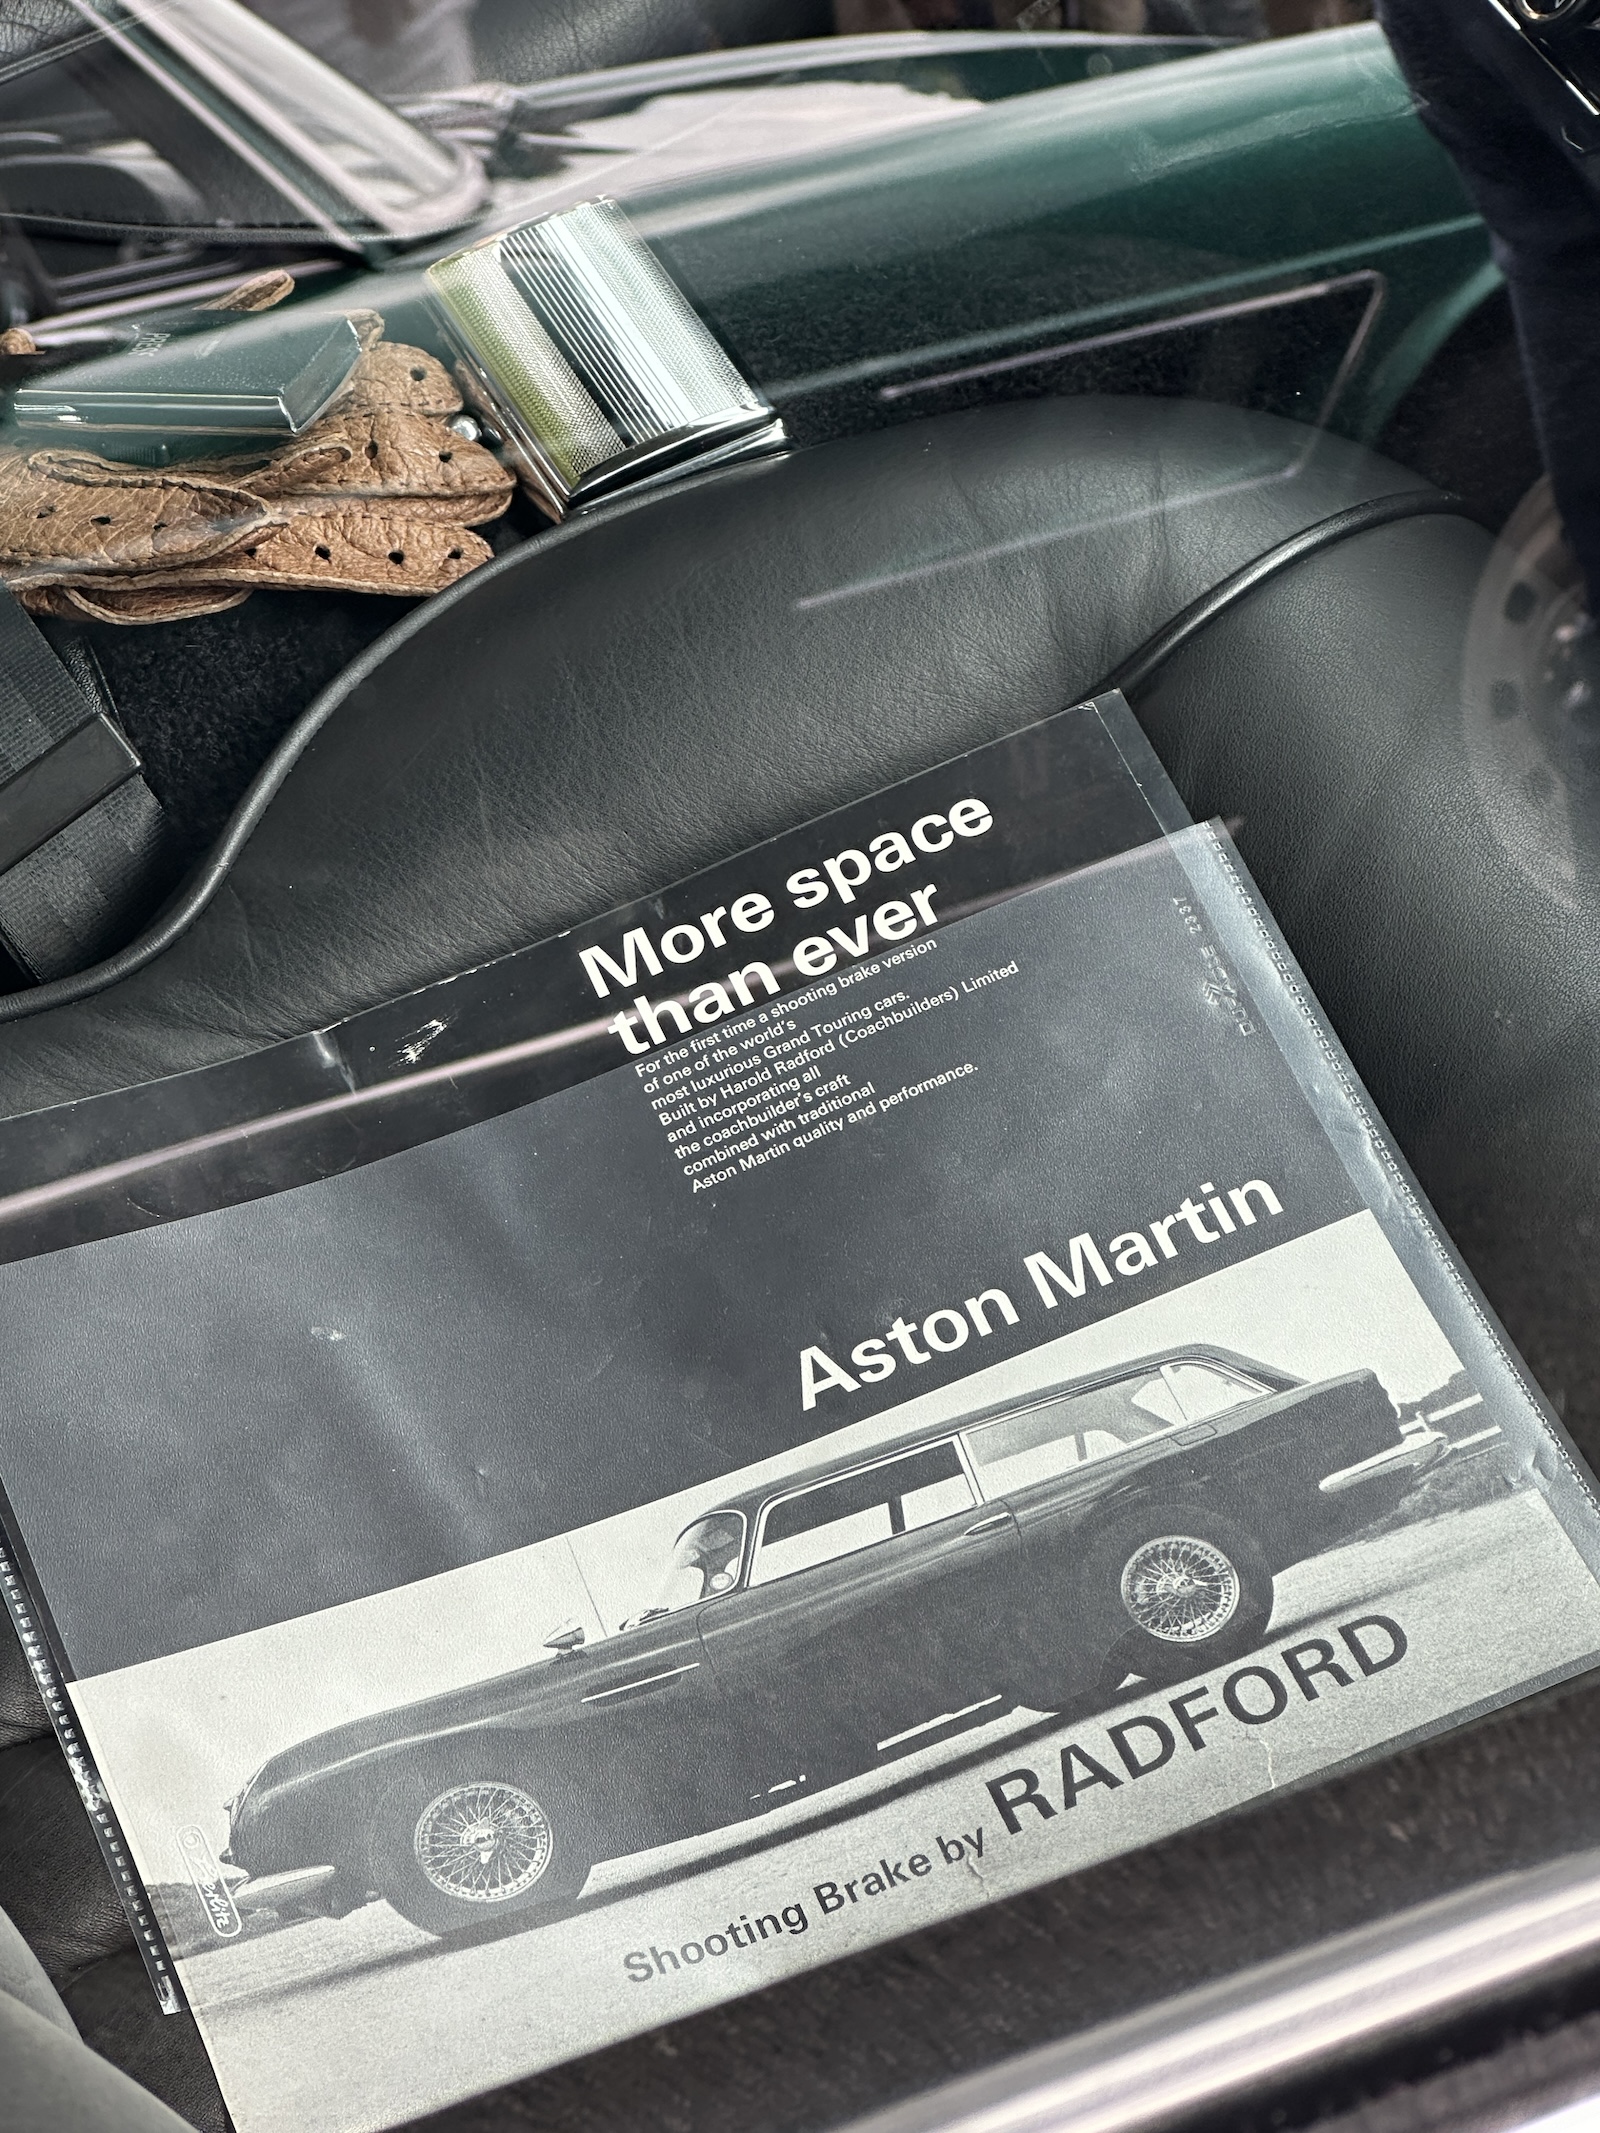 More space
than ever
For the first time a shooting brake version
of one of the world's
most luxurious Grand Touring cars.
Built by Harold Radford (Coachbuilders) Limited
and incorporating all
the coachbuilder's craft
combined with traditional
Aston Martin quality and performance.
Aston Martin
Shooting Brake by RADFORD
PRESS